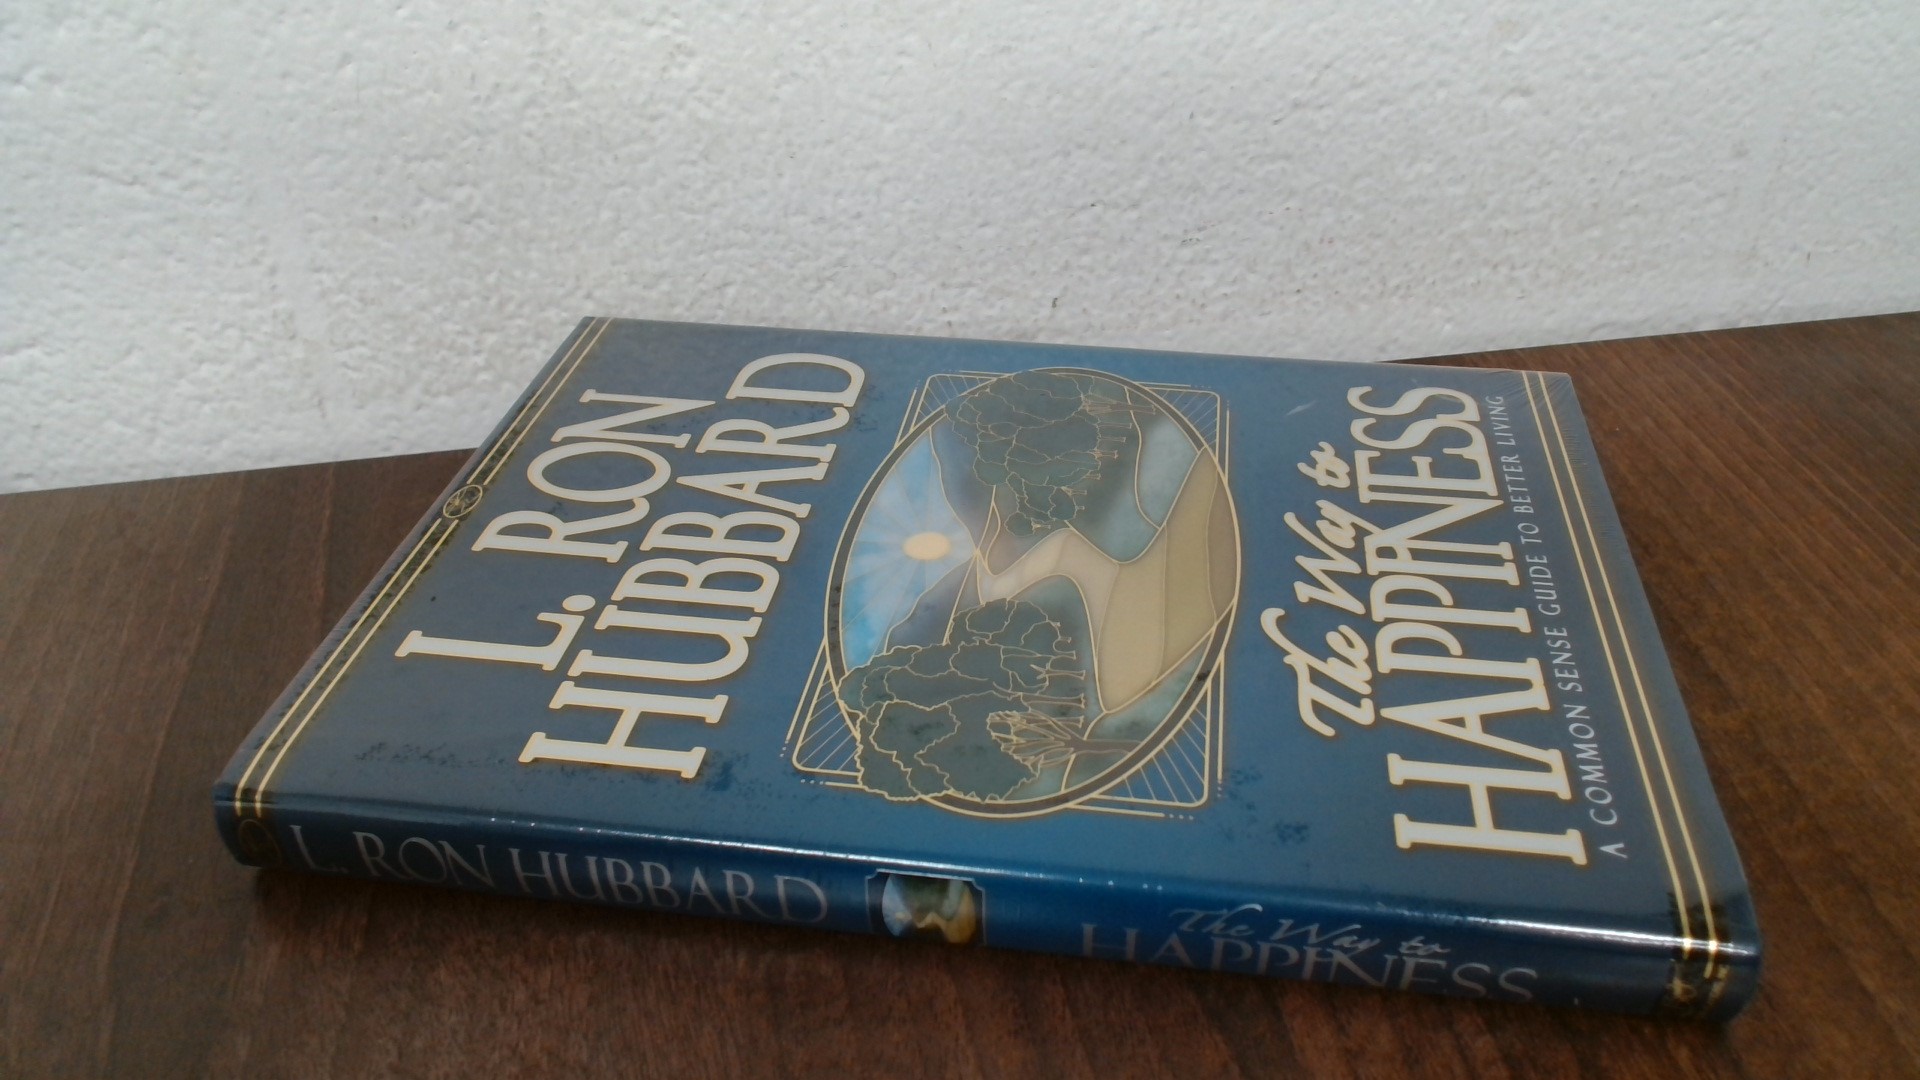 L. RON
HUBBARD
The Way to
HAPPINESS
A COMMON SENSE GUIDE TO BETTER LIVING
L. RON HUBBARD
The Way to
HAPPINESS